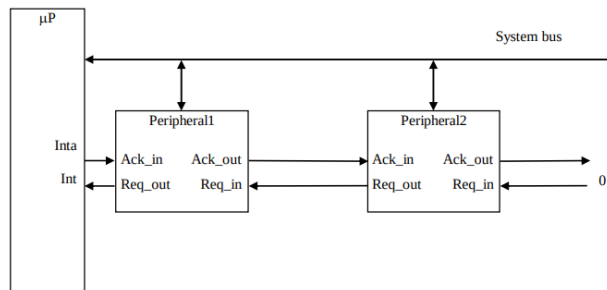 μP
System bus
Peripheral1 Peripheral2
Inta Ack_in Ack_out Ack_in Ack_out
Int Req_out Req_in Req_out Req_in 0